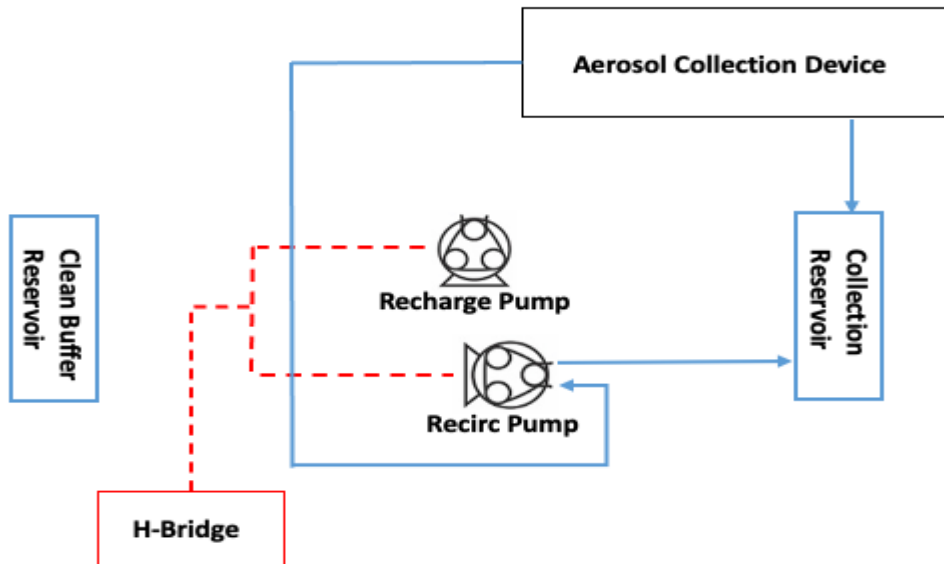 Aerosol Collection Device
Clean Buffer
Reservoir
Collection
Reservoir
Recharge Pump
Recirc Pump
H-Bridge